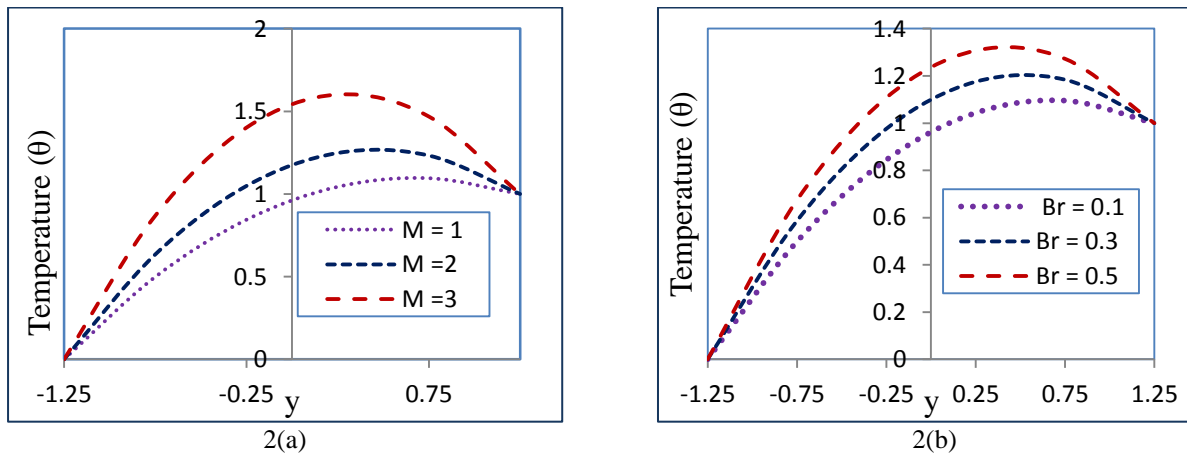 2
1.5
1
0.5
0
Temperature (θ)
M = 1
M =2
M =3
-1.25
-0.25
0.75
y
2(a)
1.4
1.2
1
0.8
0.6
0.4
0.2
0
Temperature (θ)
Br = 0.1
Br = 0.3
Br = 0.5
-1.25
-0.75
-0.25
0.25
0.75
1.25
y
2(b)